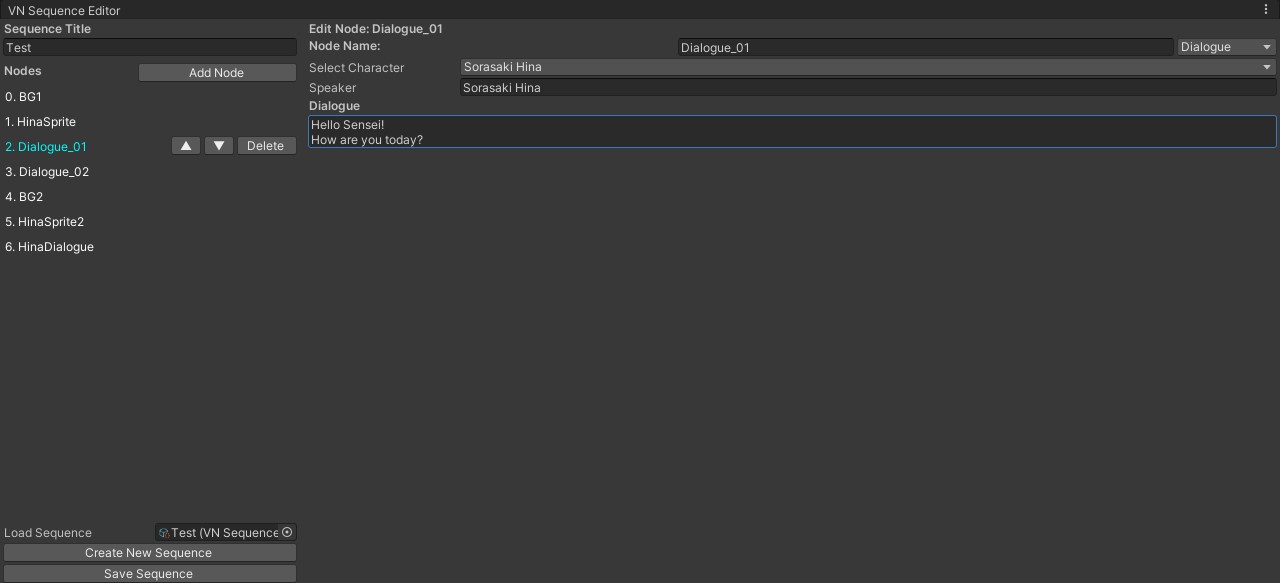 VN Sequence Editor
Sequence Title
Test
Nodes
Add Node
0. BG1
1. HinaSprite
2. Dialogue_01
Delete
3. Dialogue_02
4. BG2
5. HinaSprite2
6. HinaDialogue
Load Sequence
Test (VN Sequence
Create New Sequence
Save Sequence
Edit Node: Dialogue_01
Node Name:
Dialogue_01
Dialogue
Select Character
Sorasaki Hina
Speaker
Sorasaki Hina
Dialogue
Hello Sensei!
How are you today?